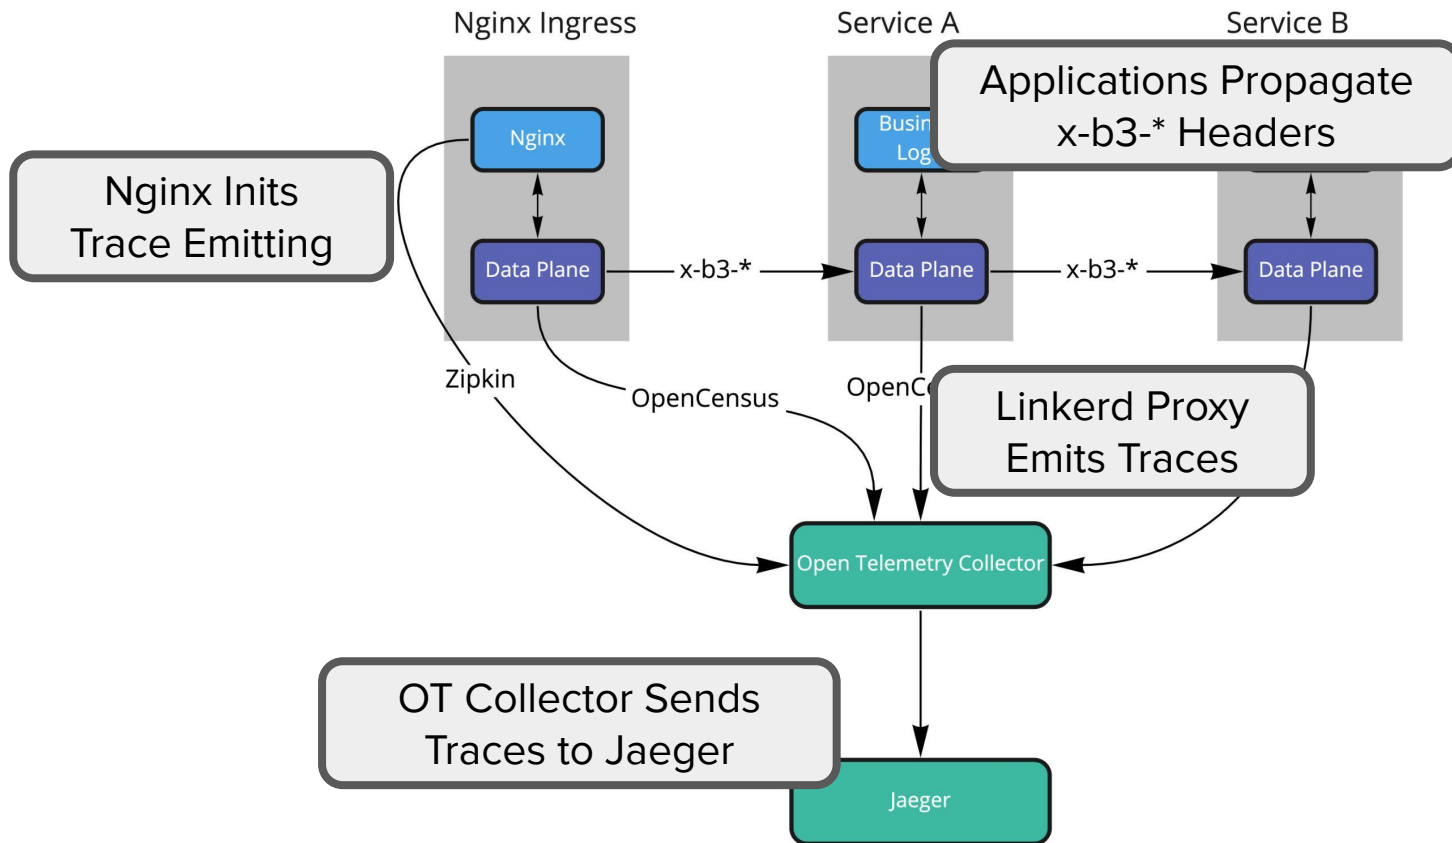 Nginx Ingress
Service A
Service B
Applications Propagate
x-b3-* Headers
Nginx
Nginx Inits
Trace Emitting
Data Plane
x-b3-*
Data Plane
x-b3-*
Data Plane
Zipkin
OpenCensus
Linkerd Proxy
Emits Traces
Open Telemetry Collector
OT Collector Sends
Traces to Jaeger
Jaeger